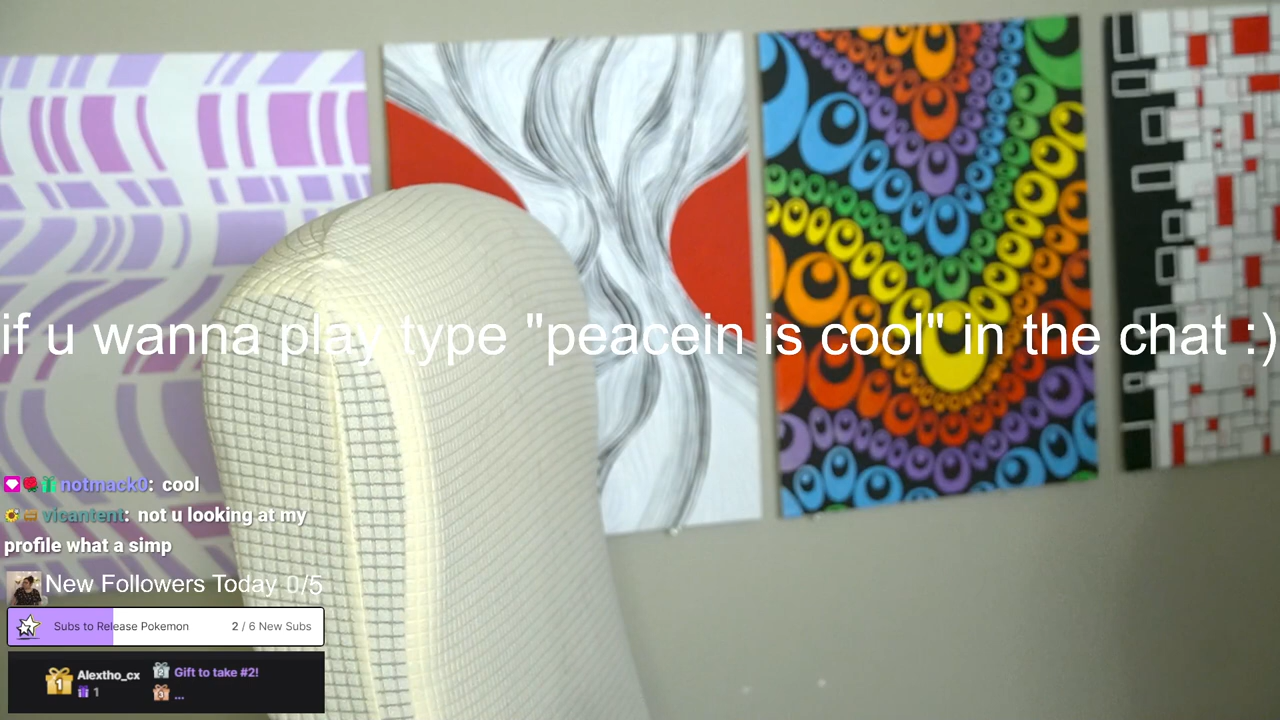 if u wanna play type "peacein is cool" in the chat :)
notmack0: cool
vicantent: not u looking at my
profile what a simp
New Followers Today 0/5
Subs to Release Pokemon 2 / 6 New Subs
1 Alextho_cx 2 Gift to take #2!
1 3 ...